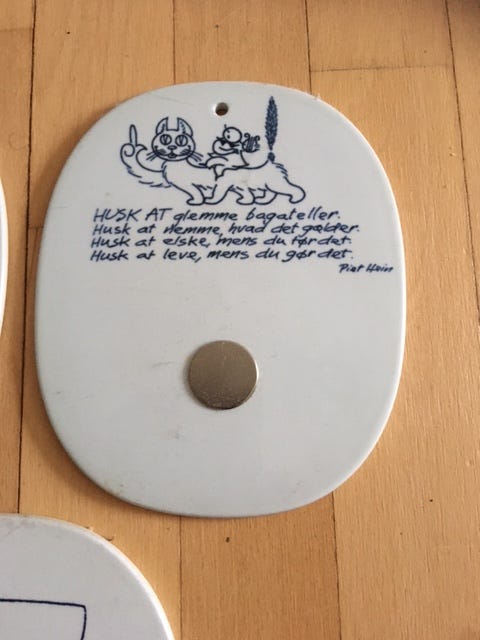 HUSK AT glemme bagateller.
Husk at nemme, hvad det gælder.
Husk at elske, mens du tør det.
Husk at leve, mens du gør det.
Piet Hein